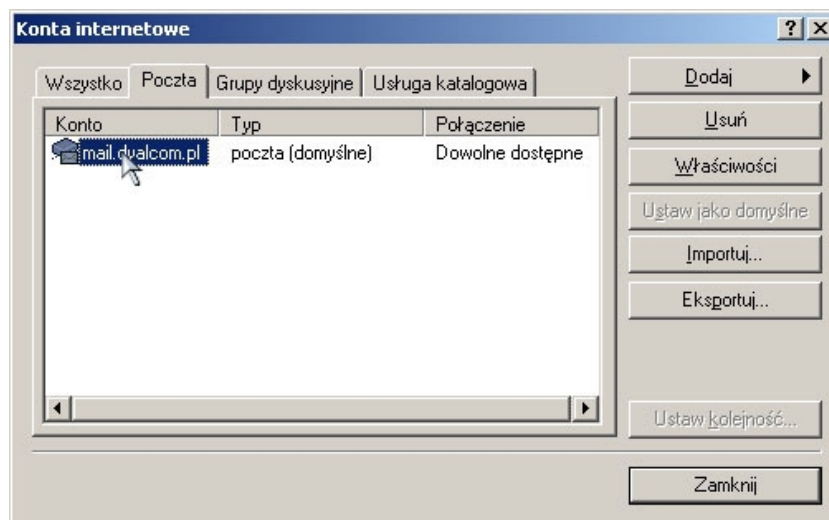 Konta internetowe
Wszystko Poczta Grupy dyskusyjne Usługa katalogowa
Konto Typ Połączenie
mail.dvalcom.pl poczta (domyślne) Dowolne dostępne
Dodaj
Usuń
Właściwości
Ustaw jako domyślne
Importuj...
Eksportuj...
Ustaw kolejność...
Zamknij